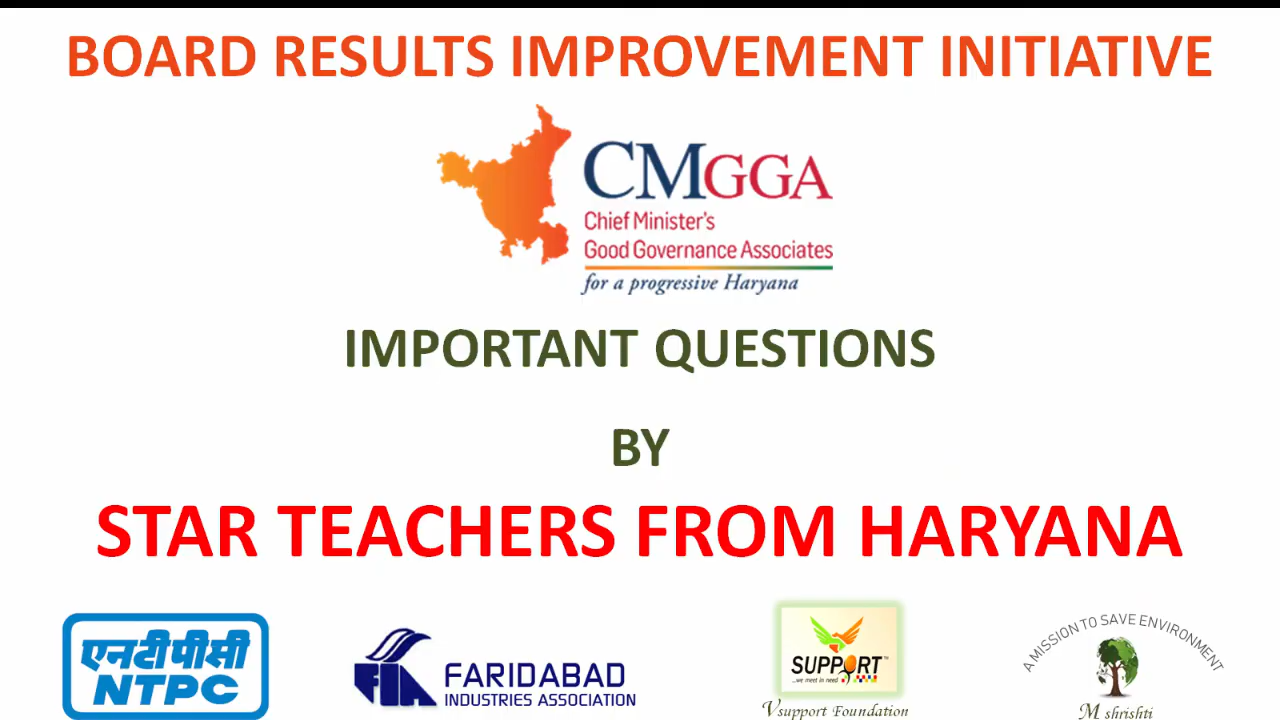 BOARD RESULTS IMPROVEMENT INITIATIVE
CMGGA
Chief Minister's
Good Governance Associates
for a progressive Haryana
IMPORTANT QUESTIONS
BY
STAR TEACHERS FROM HARYANA
एनटीपीसी
NTPC
FIA
FARIDABAD
INDUSTRIES ASSOCIATION
SUPPORT™
...we meet in need
Vsupport Foundation
A MISSION TO SAVE ENVIRONMENT
M shrishti